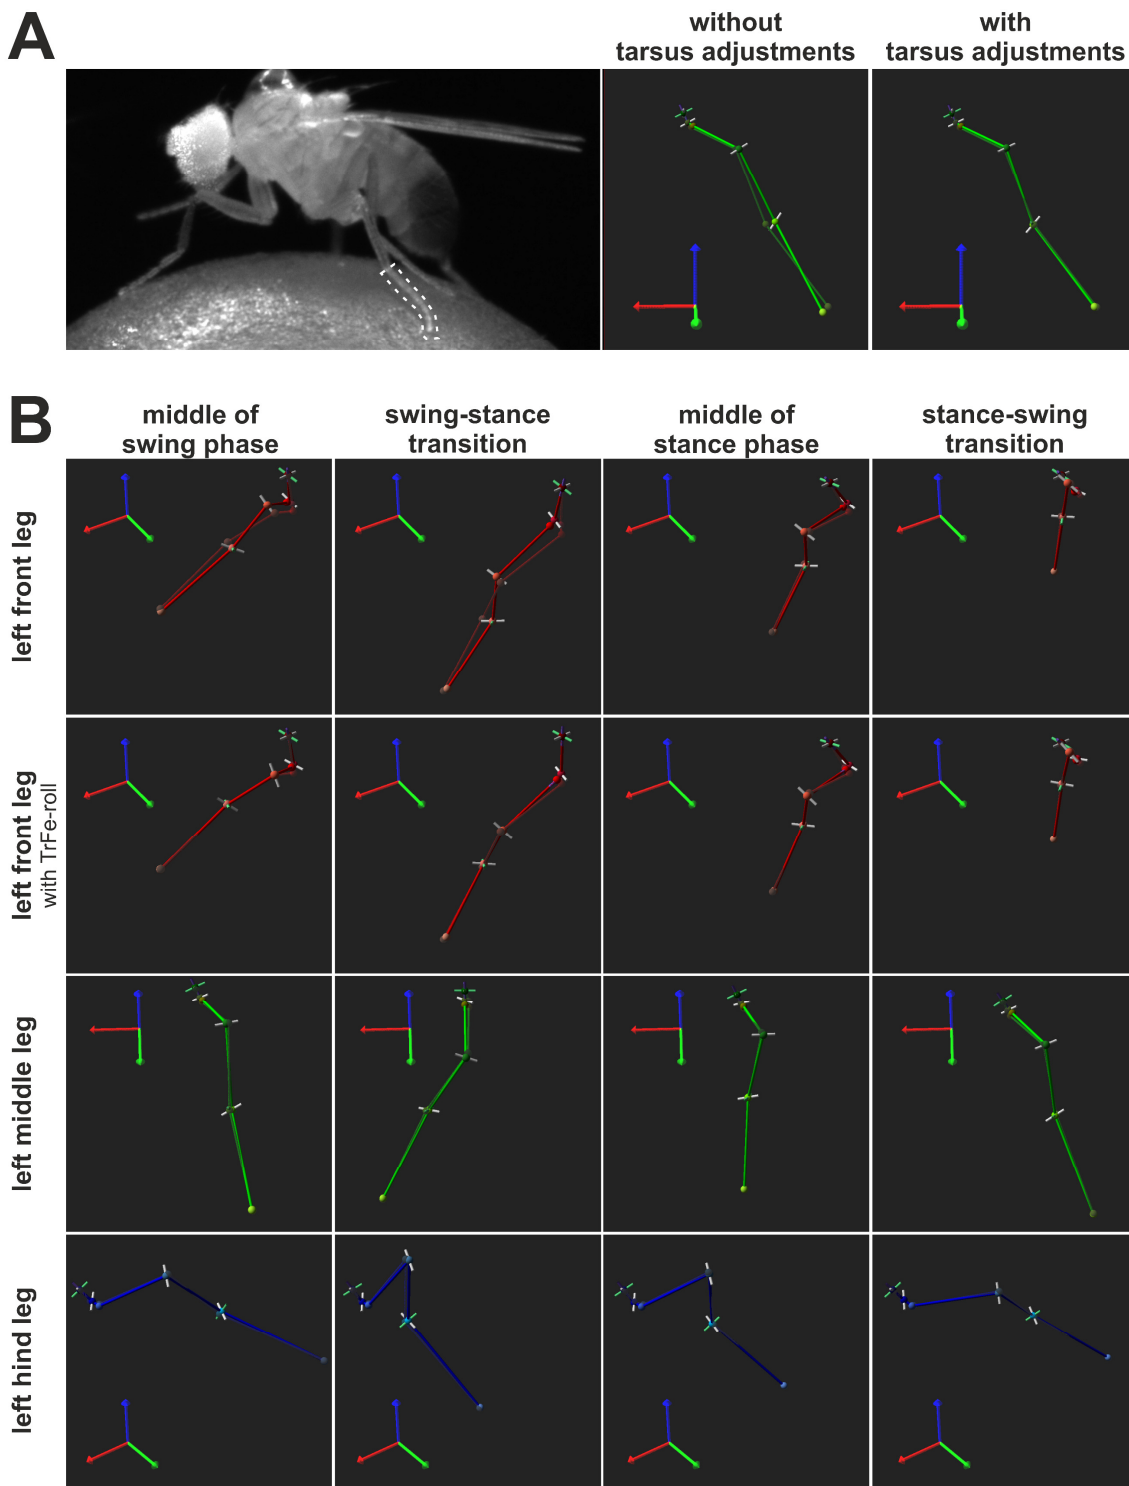 A
without
tarsus adjustments
with
tarsus adjustments
B
middle of
swing phase
swing-stance
transition
middle of
stance phase
stance-swing
transition
left front leg
left front leg
with TrFe-roll
left middle leg
left hind leg